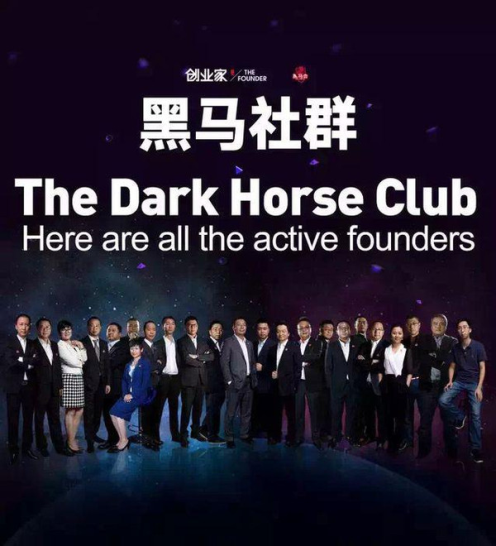 创业家 THE FOUNDER
黑马社群
The Dark Horse Club
Here are all the active founders